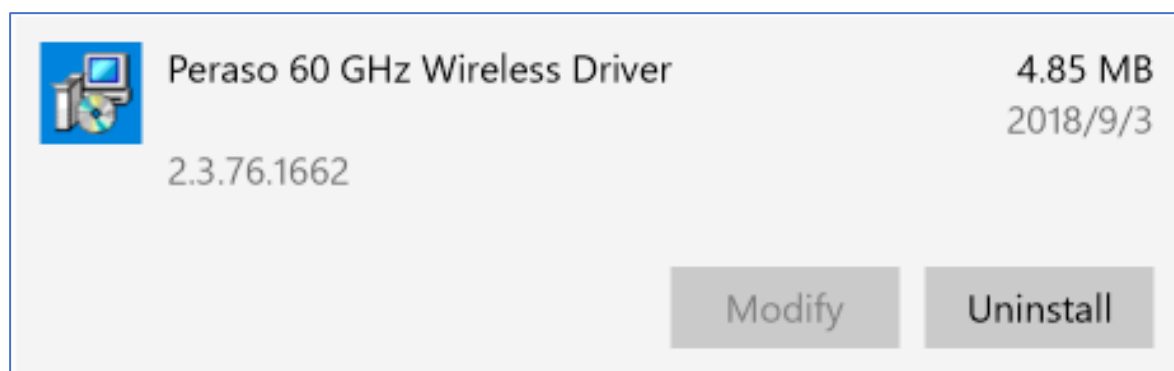 Peraso 60 GHz Wireless Driver 4.85 MB
2018/9/3
2.3.76.1662
Modify Uninstall